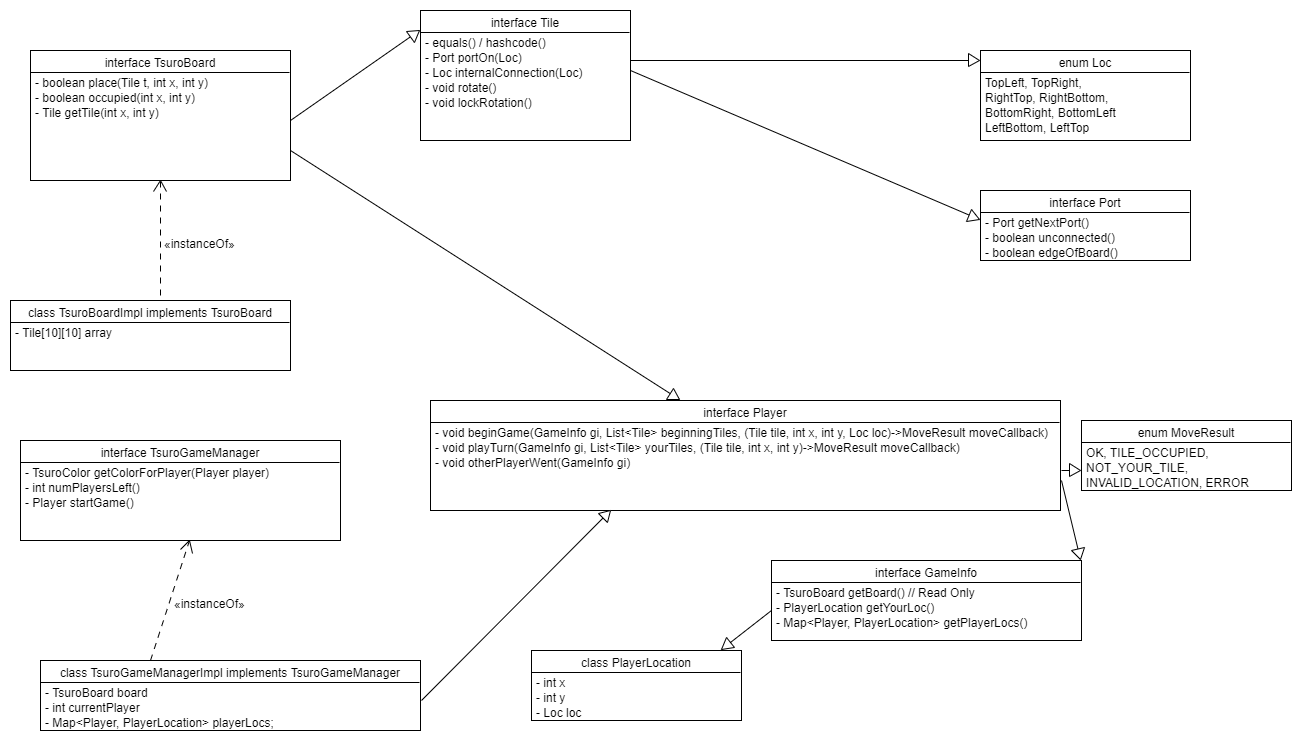 interface Tile
- equals() / hashcode()
- Port portOn(Loc)
- Loc internalConnection(Loc)
- void rotate()
- void lockRotation()
interface TsuroBoard
- boolean place(Tile t, int x, int y)
- boolean occupied(int x, int y)
- Tile getTile(int x, int y)
enum Loc
TopLeft, TopRight,
RightTop, RightBottom,
BottomRight, BottomLeft
LeftBottom, LeftTop
interface Port
- Port getNextPort()
- boolean unconnected()
- boolean edgeOfBoard()
«instanceOf»
class TsuroBoardImpl implements TsuroBoard
- Tile[10][10] array
interface Player
- void beginGame(GameInfo gi, List<Tile> beginningTiles, (Tile tile, int x, int y, Loc loc)->MoveResult moveCallback)
- void playTurn(GameInfo gi, List<Tile> yourTiles, (Tile tile, int x, int y)->MoveResult moveCallback)
- void otherPlayerWent(GameInfo gi)
enum MoveResult
OK, TILE_OCCUPIED,
NOT_YOUR_TILE,
INVALID_LOCATION, ERROR
interface TsuroGameManager
- TsuroColor getColorForPlayer(Player player)
- int numPlayersLeft()
- Player startGame()
«instanceOf»
interface GameInfo
- TsuroBoard getBoard() // Read Only
- PlayerLocation getYourLoc()
- Map<Player, PlayerLocation> getPlayerLocs()
class PlayerLocation
- int x
- int y
- Loc loc
class TsuroGameManagerImpl implements TsuroGameManager
- TsuroBoard board
- int currentPlayer
- Map<Player, PlayerLocation> playerLocs;